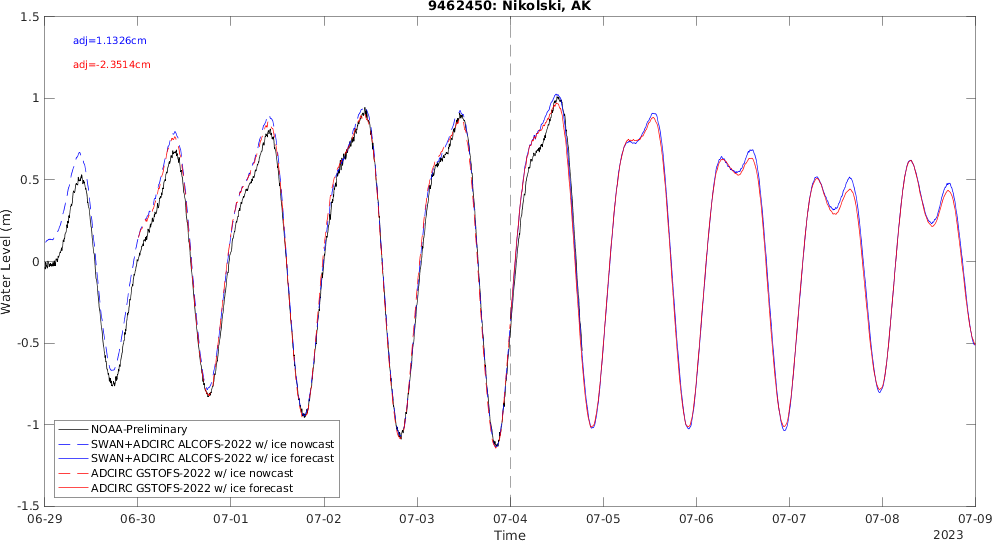 9462450: Nikolski, AK
1.5
adj=1.1326cm
adj=-2.3514cm
1
0.5
0
-0.5
-1
-1.5
Water Level (m)
NOAA-Preliminary
SWAN+ADCIRC ALCOFS-2022 w/ ice nowcast
SWAN+ADCIRC ALCOFS-2022 w/ ice forecast
ADCIRC GSTOFS-2022 w/ ice nowcast
ADCIRC GSTOFS-2022 w/ ice forecast
06-29 06-30 07-01 07-02 07-03 07-04 07-05 07-06 07-07 07-08 07-09
Time
2023